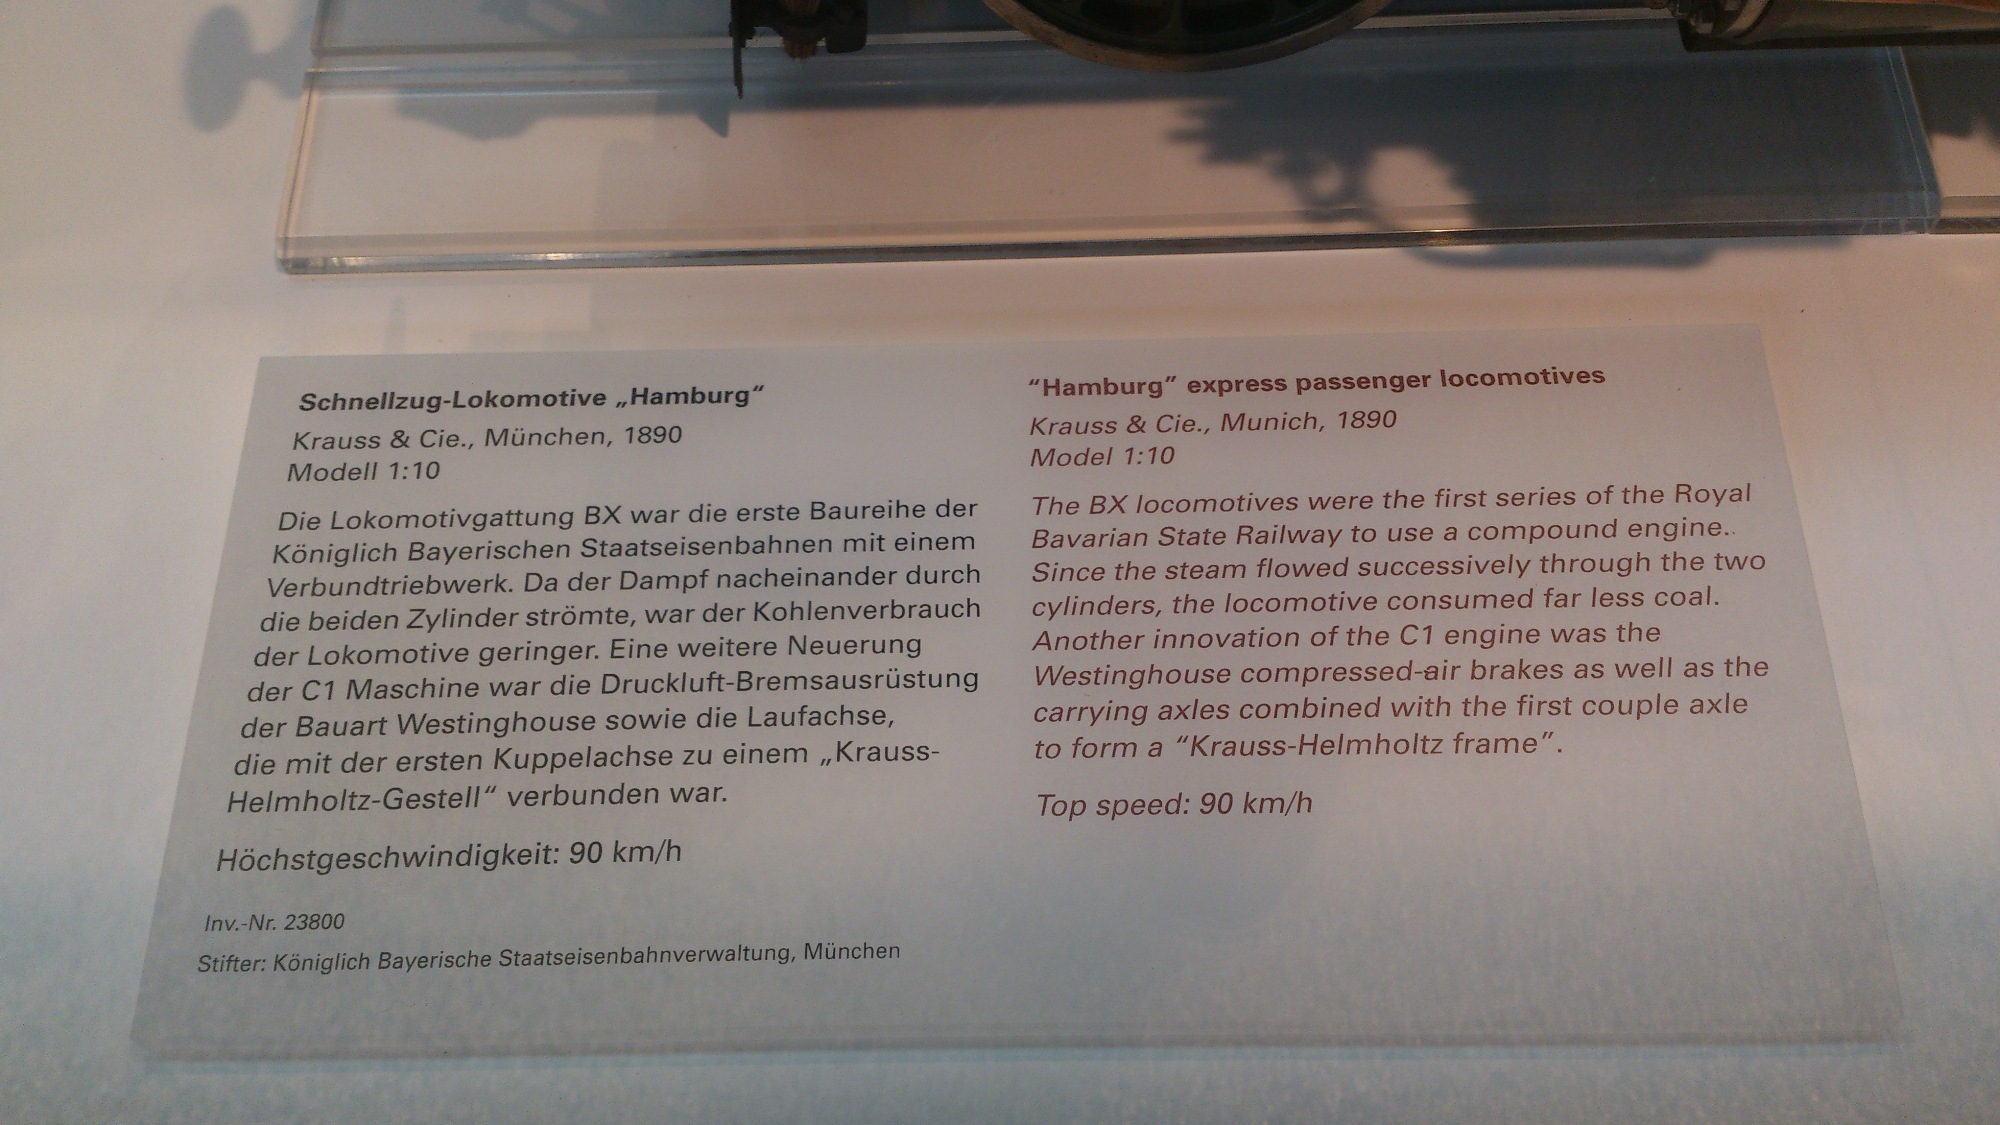 Schnellzug-Lokomotive „Hamburg“
Krauss & Cie., München, 1890
Modell 1:10
Die Lokomotivgattung BX war die erste Baureihe der
Königlich Bayerischen Staatseisenbahnen mit einem
Verbundtriebwerk. Da der Dampf nacheinander durch
die beiden Zylinder strömte, war der Kohlenverbrauch
der Lokomotive geringer. Eine weitere Neuerung
der C1 Maschine war die Druckluft-Bremsausrüstung
der Bauart Westinghouse sowie die Laufachse,
die mit der ersten Kuppelachse zu einem „Krauss-
Helmholtz-Gestell“ verbunden war.
Höchstgeschwindigkeit: 90 km/h
Inv.-Nr. 23800
Stifter: Königlich Bayerische Staatseisenbahnverwaltung, München
“Hamburg” express passenger locomotives
Krauss & Cie., Munich, 1890
Model 1:10
The BX locomotives were the first series of the Royal
Bavarian State Railway to use a compound engine.
Since the steam flowed successively through the two
cylinders, the locomotive consumed far less coal.
Another innovation of the C1 engine was the
Westinghouse compressed-air brakes as well as the
carrying axles combined with the first couple axle
to form a “Krauss-Helmholtz frame”.
Top speed: 90 km/h